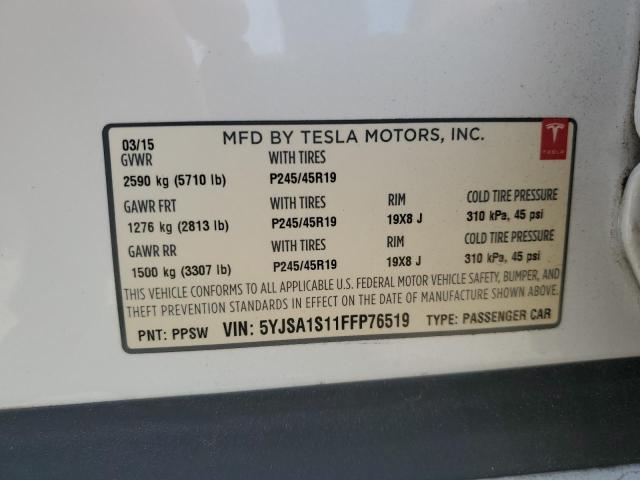 03/15 MFD BY TESLA MOTORS, INC.
TESLA
GVWR WITH TIRES
2590 kg (5710 lb) P245/45R19
GAWR FRT WITH TIRES RIM COLD TIRE PRESSURE
1276 kg (2813 lb) P245/45R19 19X8 J 310 kPa, 45 psi
GAWR RR WITH TIRES RIM COLD TIRE PRESSURE
1500 kg (3307 lb) P245/45R19 19X8 J 310 kPa, 45 psi
THIS VEHICLE CONFORMS TO ALL APPLICABLE U.S. FEDERAL MOTOR VEHICLE SAFETY, BUMPER, AND
THEFT PREVENTION STANDARDS IN EFFECT ON THE DATE OF MANUFACTURE SHOWN ABOVE.
PNT: PPSW VIN: 5YJSA1S11FFP76519 TYPE: PASSENGER CAR